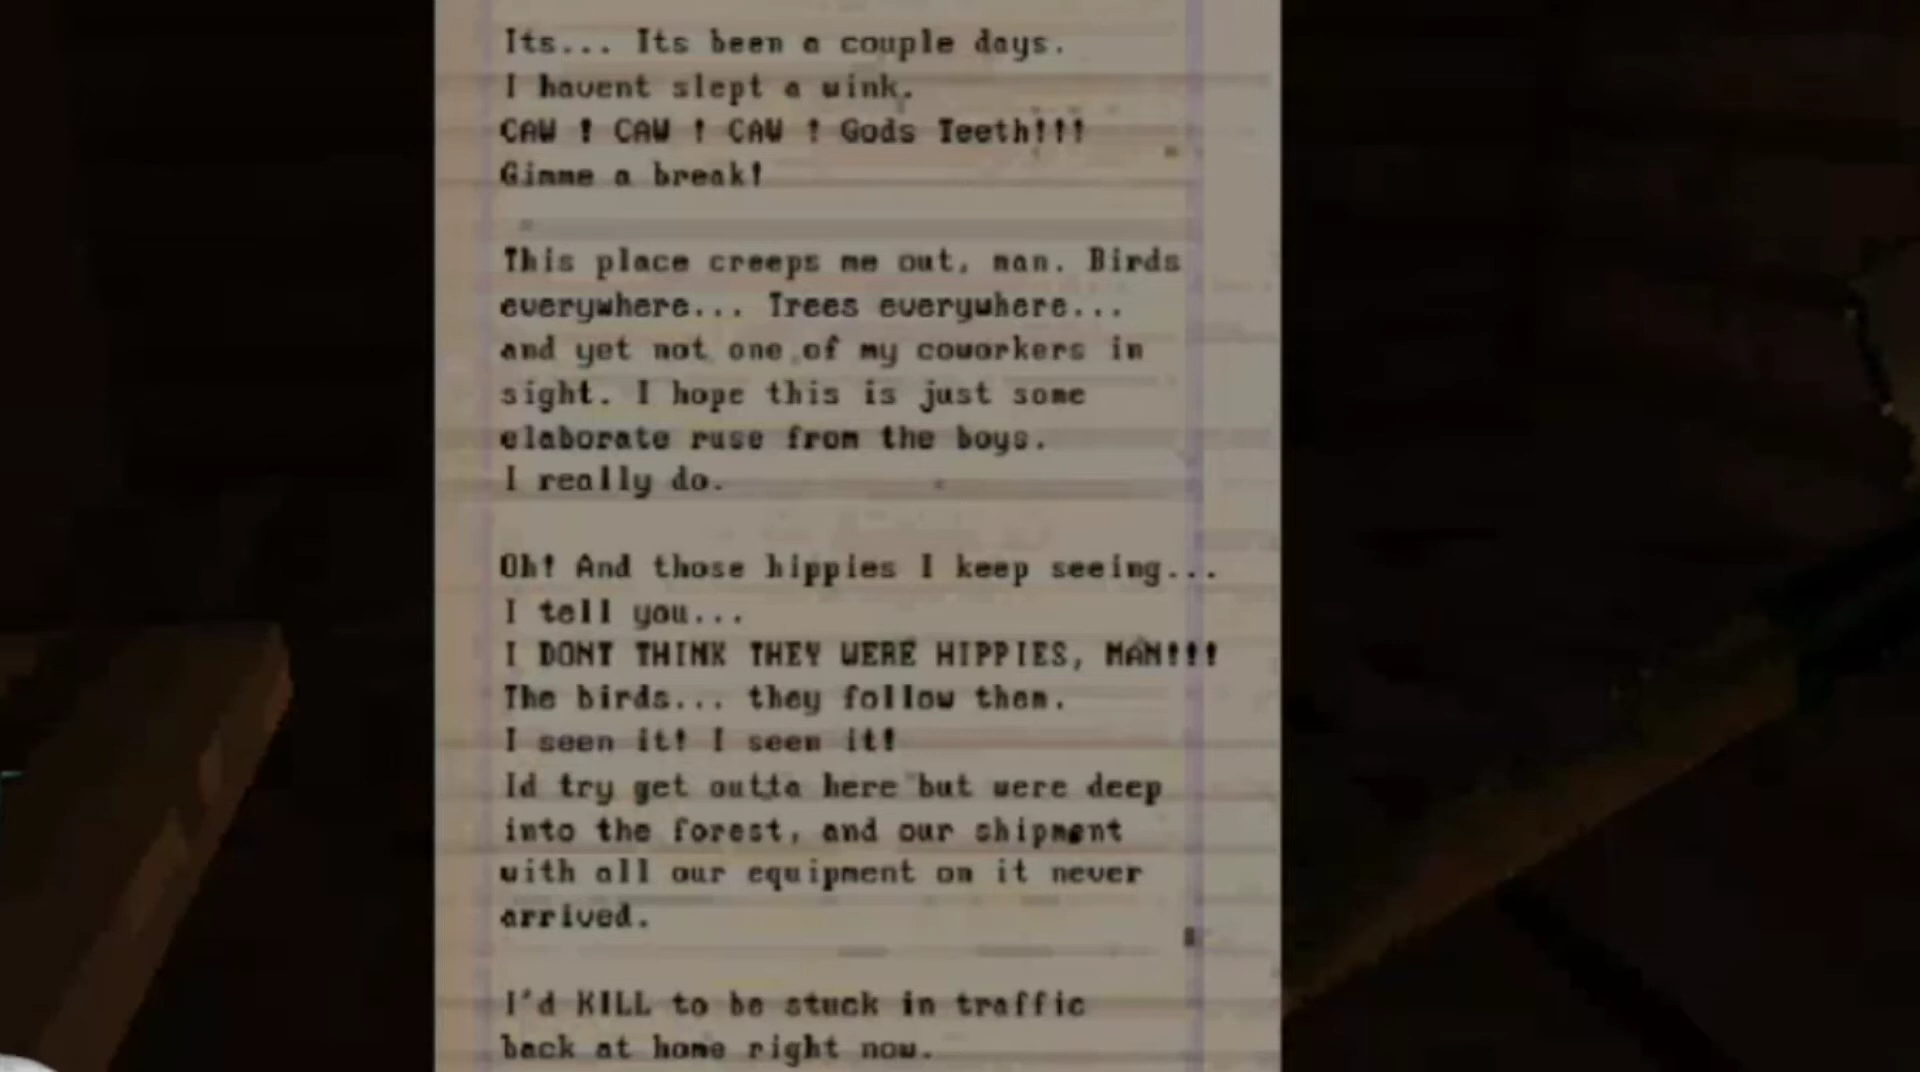 Its... Its been a couple days.
I havent slept a wink.
CAW ! CAW ! CAW ! Gods Teeth!!!
Gimme a break!
This place creeps me out, man. Birds
everywhere... Trees everywhere...
and yet not one of my coworkers in
sight. I hope this is just some
elaborate ruse from the boys.
I really do.
Oh! And those hippies I keep seeing...
I tell you...
I DONT THINK THEY WERE HIPPIES, MAN!!!
The birds... they follow them.
I seen it! I seen it!
Id try get outta here but were deep
into the forest, and our shipment
with all our equipment on it never
arrived.
I'd KILL to be stuck in traffic
back at home right now.